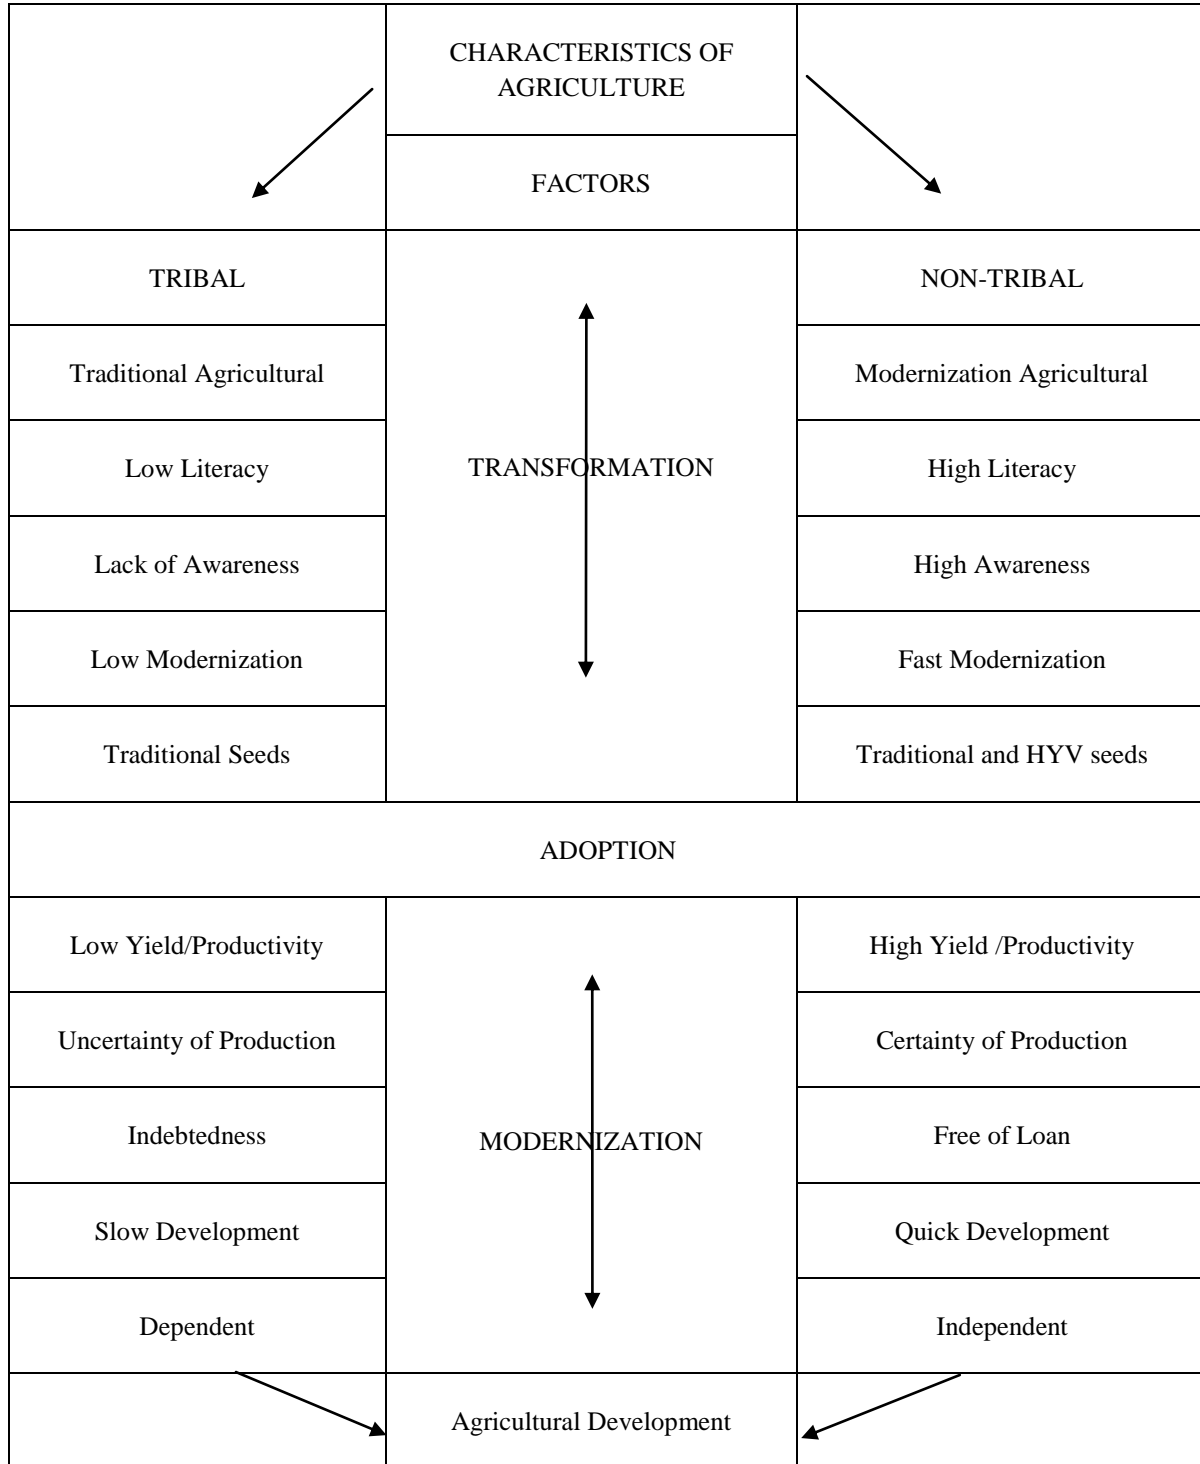 CHARACTERISTICS OF
AGRICULTURE
FACTORS
TRIBAL
NON-TRIBAL
Traditional Agricultural
Modernization Agricultural
Low Literacy
TRANSFORMATION
High Literacy
Lack of Awareness
High Awareness
Low Modernization
Fast Modernization
Traditional Seeds
Traditional and HYV seeds
ADOPTION
Low Yield/Productivity
High Yield /Productivity
Uncertainty of Production
Certainty of Production
Indebtedness
MODERNIZATION
Free of Loan
Slow Development
Quick Development
Dependent
Independent
Agricultural Development